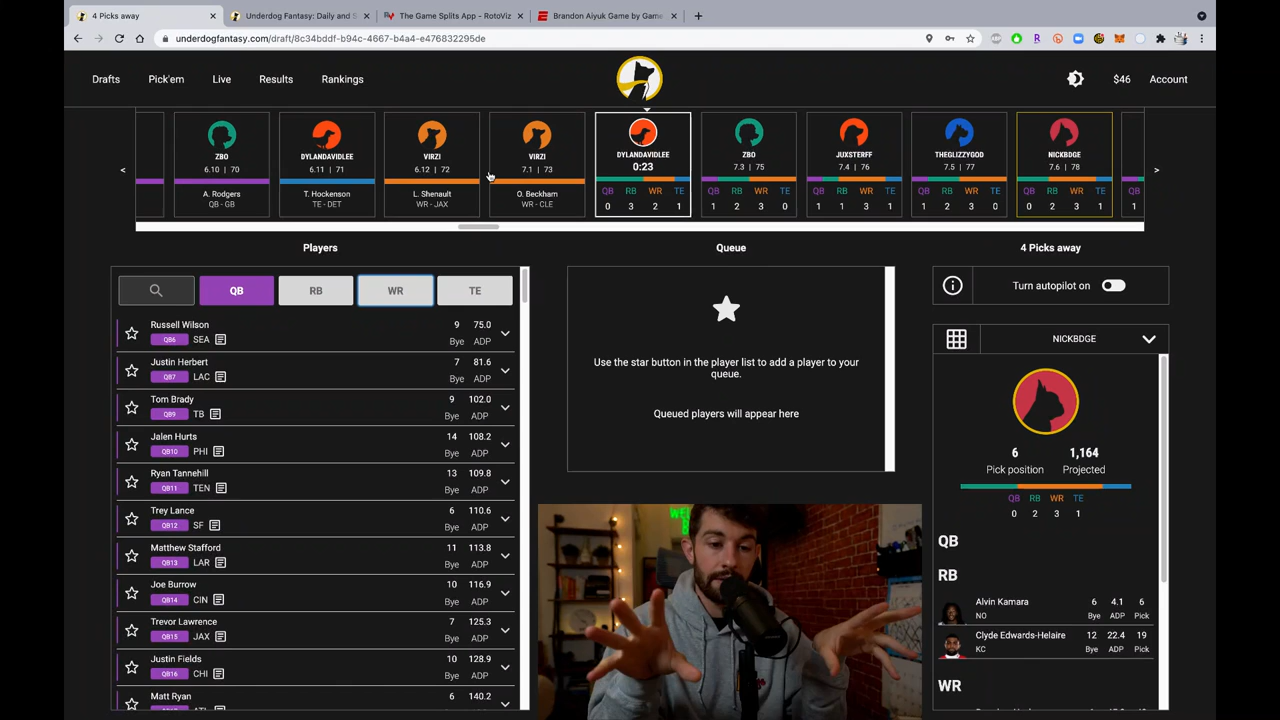 4 Picks away
Underdog Fantasy: Daily and S
The Game Splits App - RotoViz
Brandon Aiyuk Game by Game
underdogfantasy.com/draft/8c34bddf-b94c-4667-b4a4-e476832295de
Drafts Pick'em Live Results Rankings
$46 Account
ZBO DYLANDAVIDLEE VIRZI VIRZI DYLANDAVIDLEE ZBO JUXSTERFF THEGLIZZYGOD NICKBDGE
6.10 | 70 6.11 | 71 6.12 | 72 7.1 | 73 0:23 7.3 | 75 7.4 | 76 7.5 | 77 7.6 | 78
A. Rodgers T. Hockenson L. Shenault O. Beckham QB RB WR TE QB RB WR TE QB RB WR TE QB RB WR TE QB RB WR TE
QB - GB TE - DET WR - JAX WR - CLE 0 3 2 1 1 2 3 0 1 1 3 1 1 2 3 0 0 2 3 1 1
Players Queue 4 Picks away
QB RB WR TE
Turn autopilot on
Russell Wilson 9 75.0
QB6 SEA Bye ADP
Justin Herbert 7 81.6
QB7 LAC Bye ADP
Tom Brady 9 102.0
QB9 TB Bye ADP
Jalen Hurts 14 108.2
QB10 PHI Bye ADP
Ryan Tannehill 13 109.8
QB11 TEN Bye ADP
Trey Lance 6 110.6
QB12 SF Bye ADP
Matthew Stafford 11 113.8
QB13 LAR Bye ADP
Joe Burrow 10 116.9
QB14 CIN Bye ADP
Trevor Lawrence 7 125.3
QB15 JAX Bye ADP
Justin Fields 10 128.9
QB16 CHI Bye ADP
Matt Ryan 6 140.2
Use the star button in the player list to add a player to your
queue.
Queued players will appear here
NICKBDGE
6 1,164
Pick position Projected
QB RB WR TE
0 2 3 1
QB
RB
Alvin Kamara 6 4.1 6
NO Bye ADP Pick
Clyde Edwards-Helaire 12 22.4 19
KC Bye ADP Pick
WR